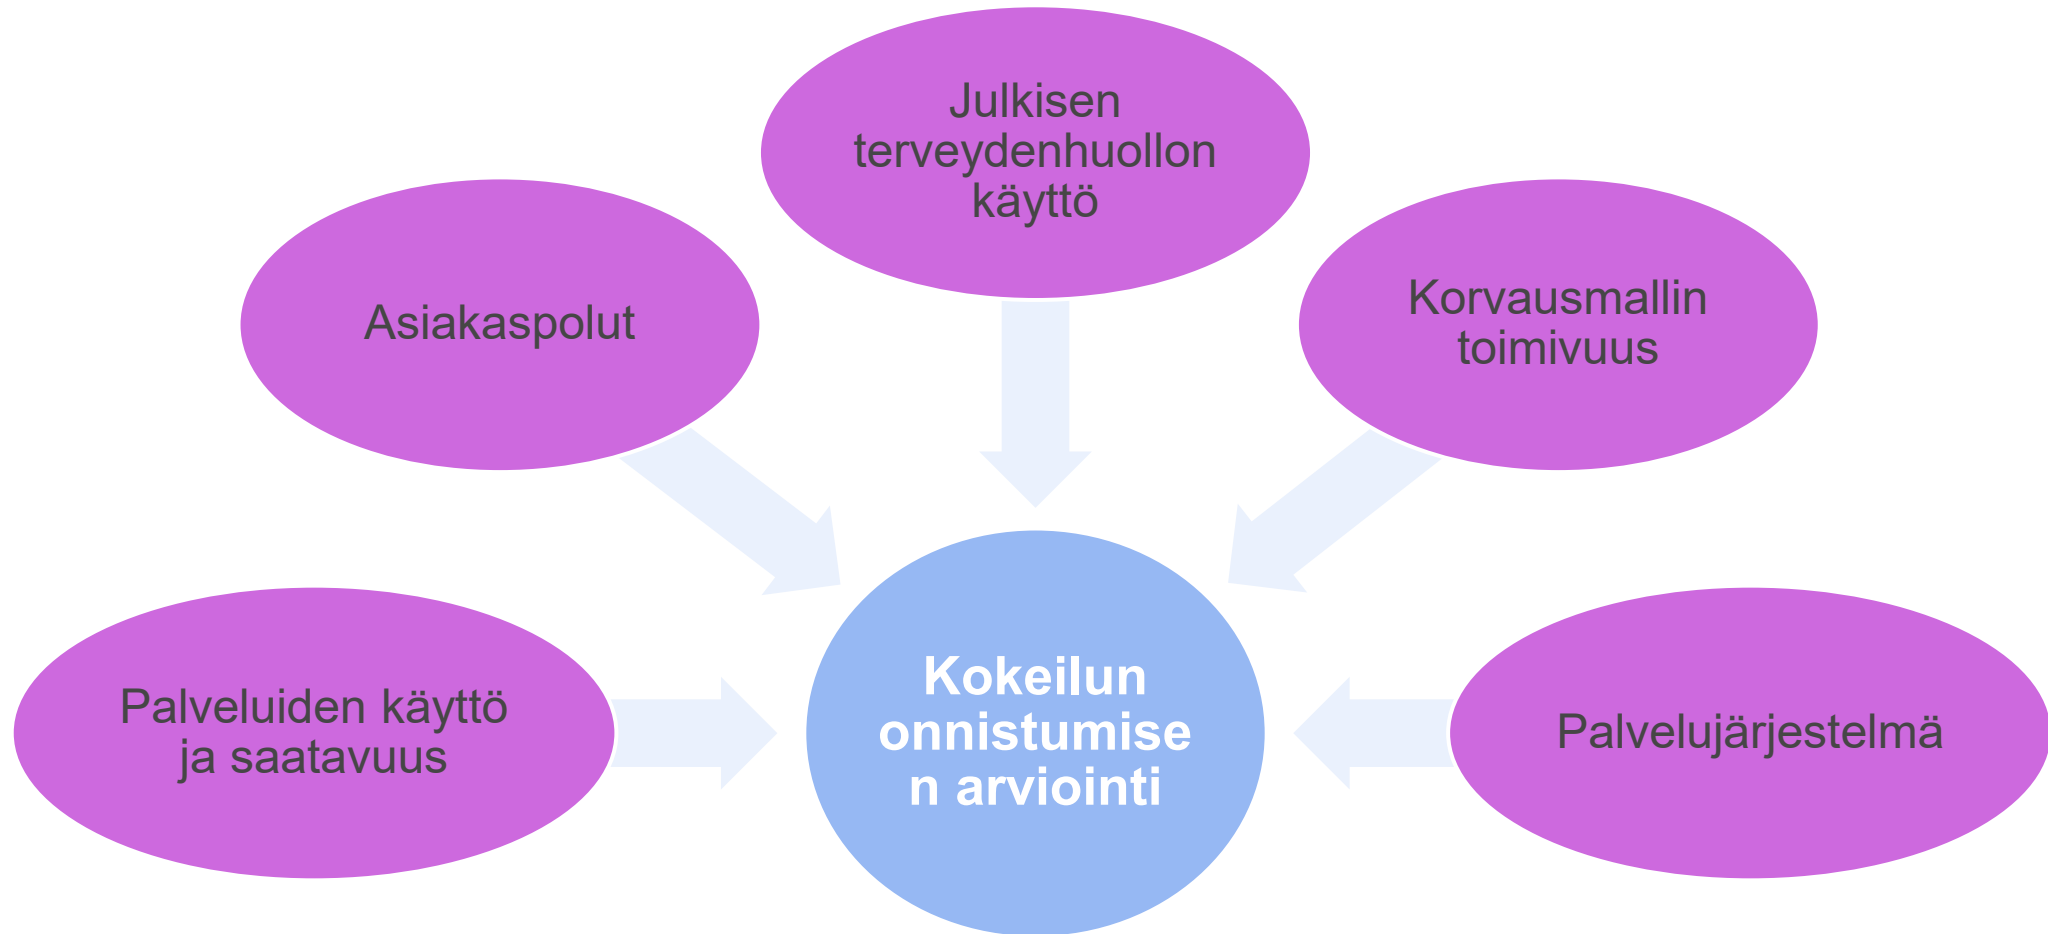 Julkisen
terveydenhuollon
käyttö
Asiakaspolut
Korvausmallin
toimivuus
Palveluiden käyttö
ja saatavuus
Kokeilun
onnistumise
n arviointi
Palvelujärjestelmä